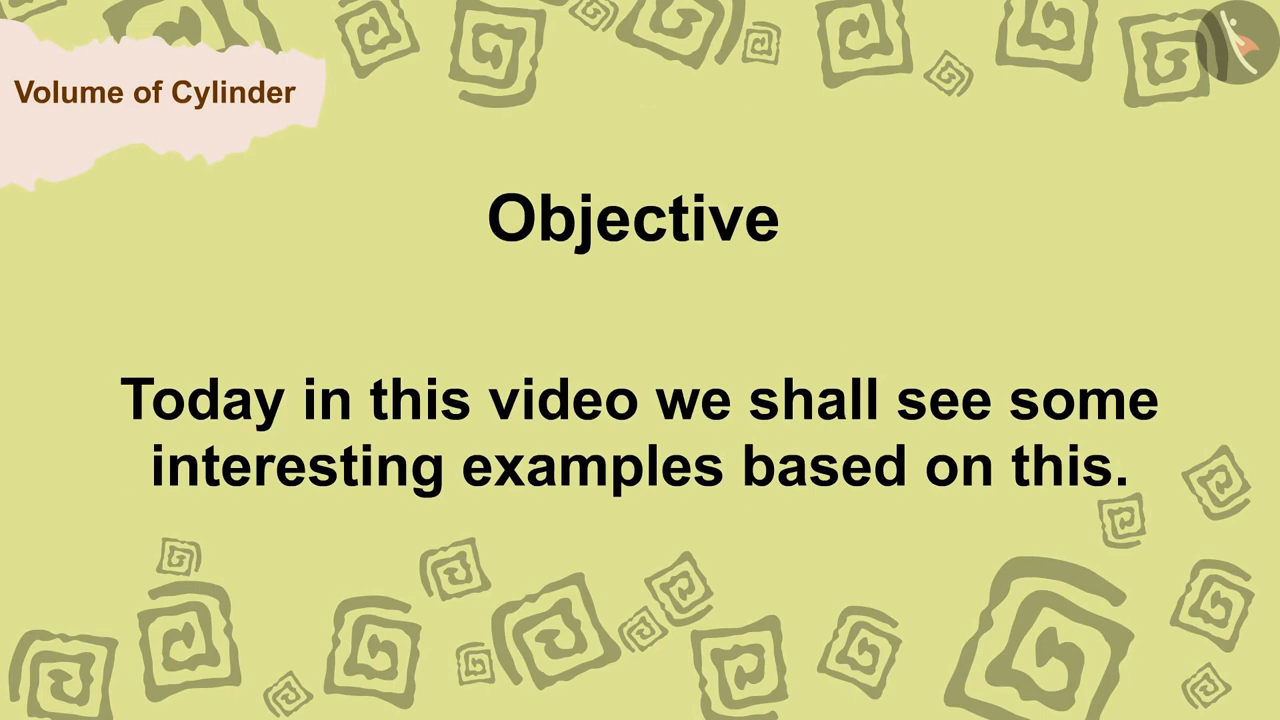 Volume of Cylinder
Objective
Today in this video we shall see some
interesting examples based on this.